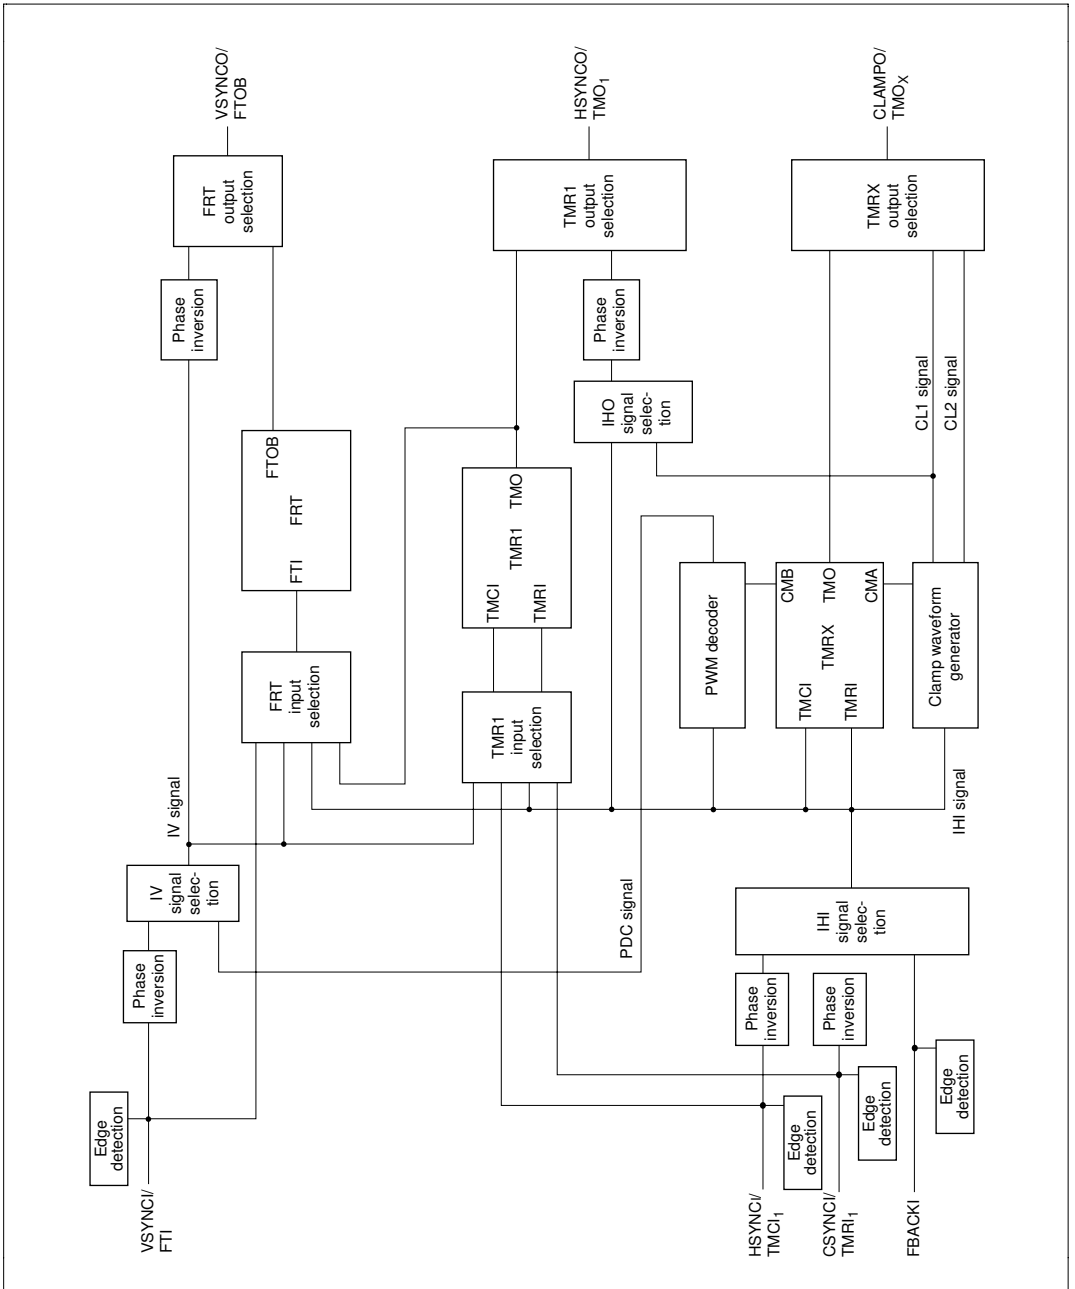 VSYNCI/
FTI
Edge
detection
Phase
inversion
IV
signal
selec-
tion
IV signal
Phase
inversion
FRT
output
selection
VSYNCO/
FTOB
FRT
input
selection
FTI
FRT
FTOB
TMR1
input
selection
TMCI
TMRI
TMR1
TMO
TMR1
output
selection
HSYNCO/
TMO1
Phase
inversion
IHO
signal
selec-
tion
PDC signal
PWM decoder
TMCI
TMRI
TMRX
CMB
TMO
CMA
Clamp waveform
generator
IHI signal
CL1 signal
CL2 signal
TMRX
output
selection
CLAMPO/
TMOX
IHI
signal
selec-
tion
Phase
inversion
Phase
inversion
Edge
detection
Edge
detection
Edge
detection
HSYNCI/
TMCI1
CSYNCI/
TMRI1
FBACKI